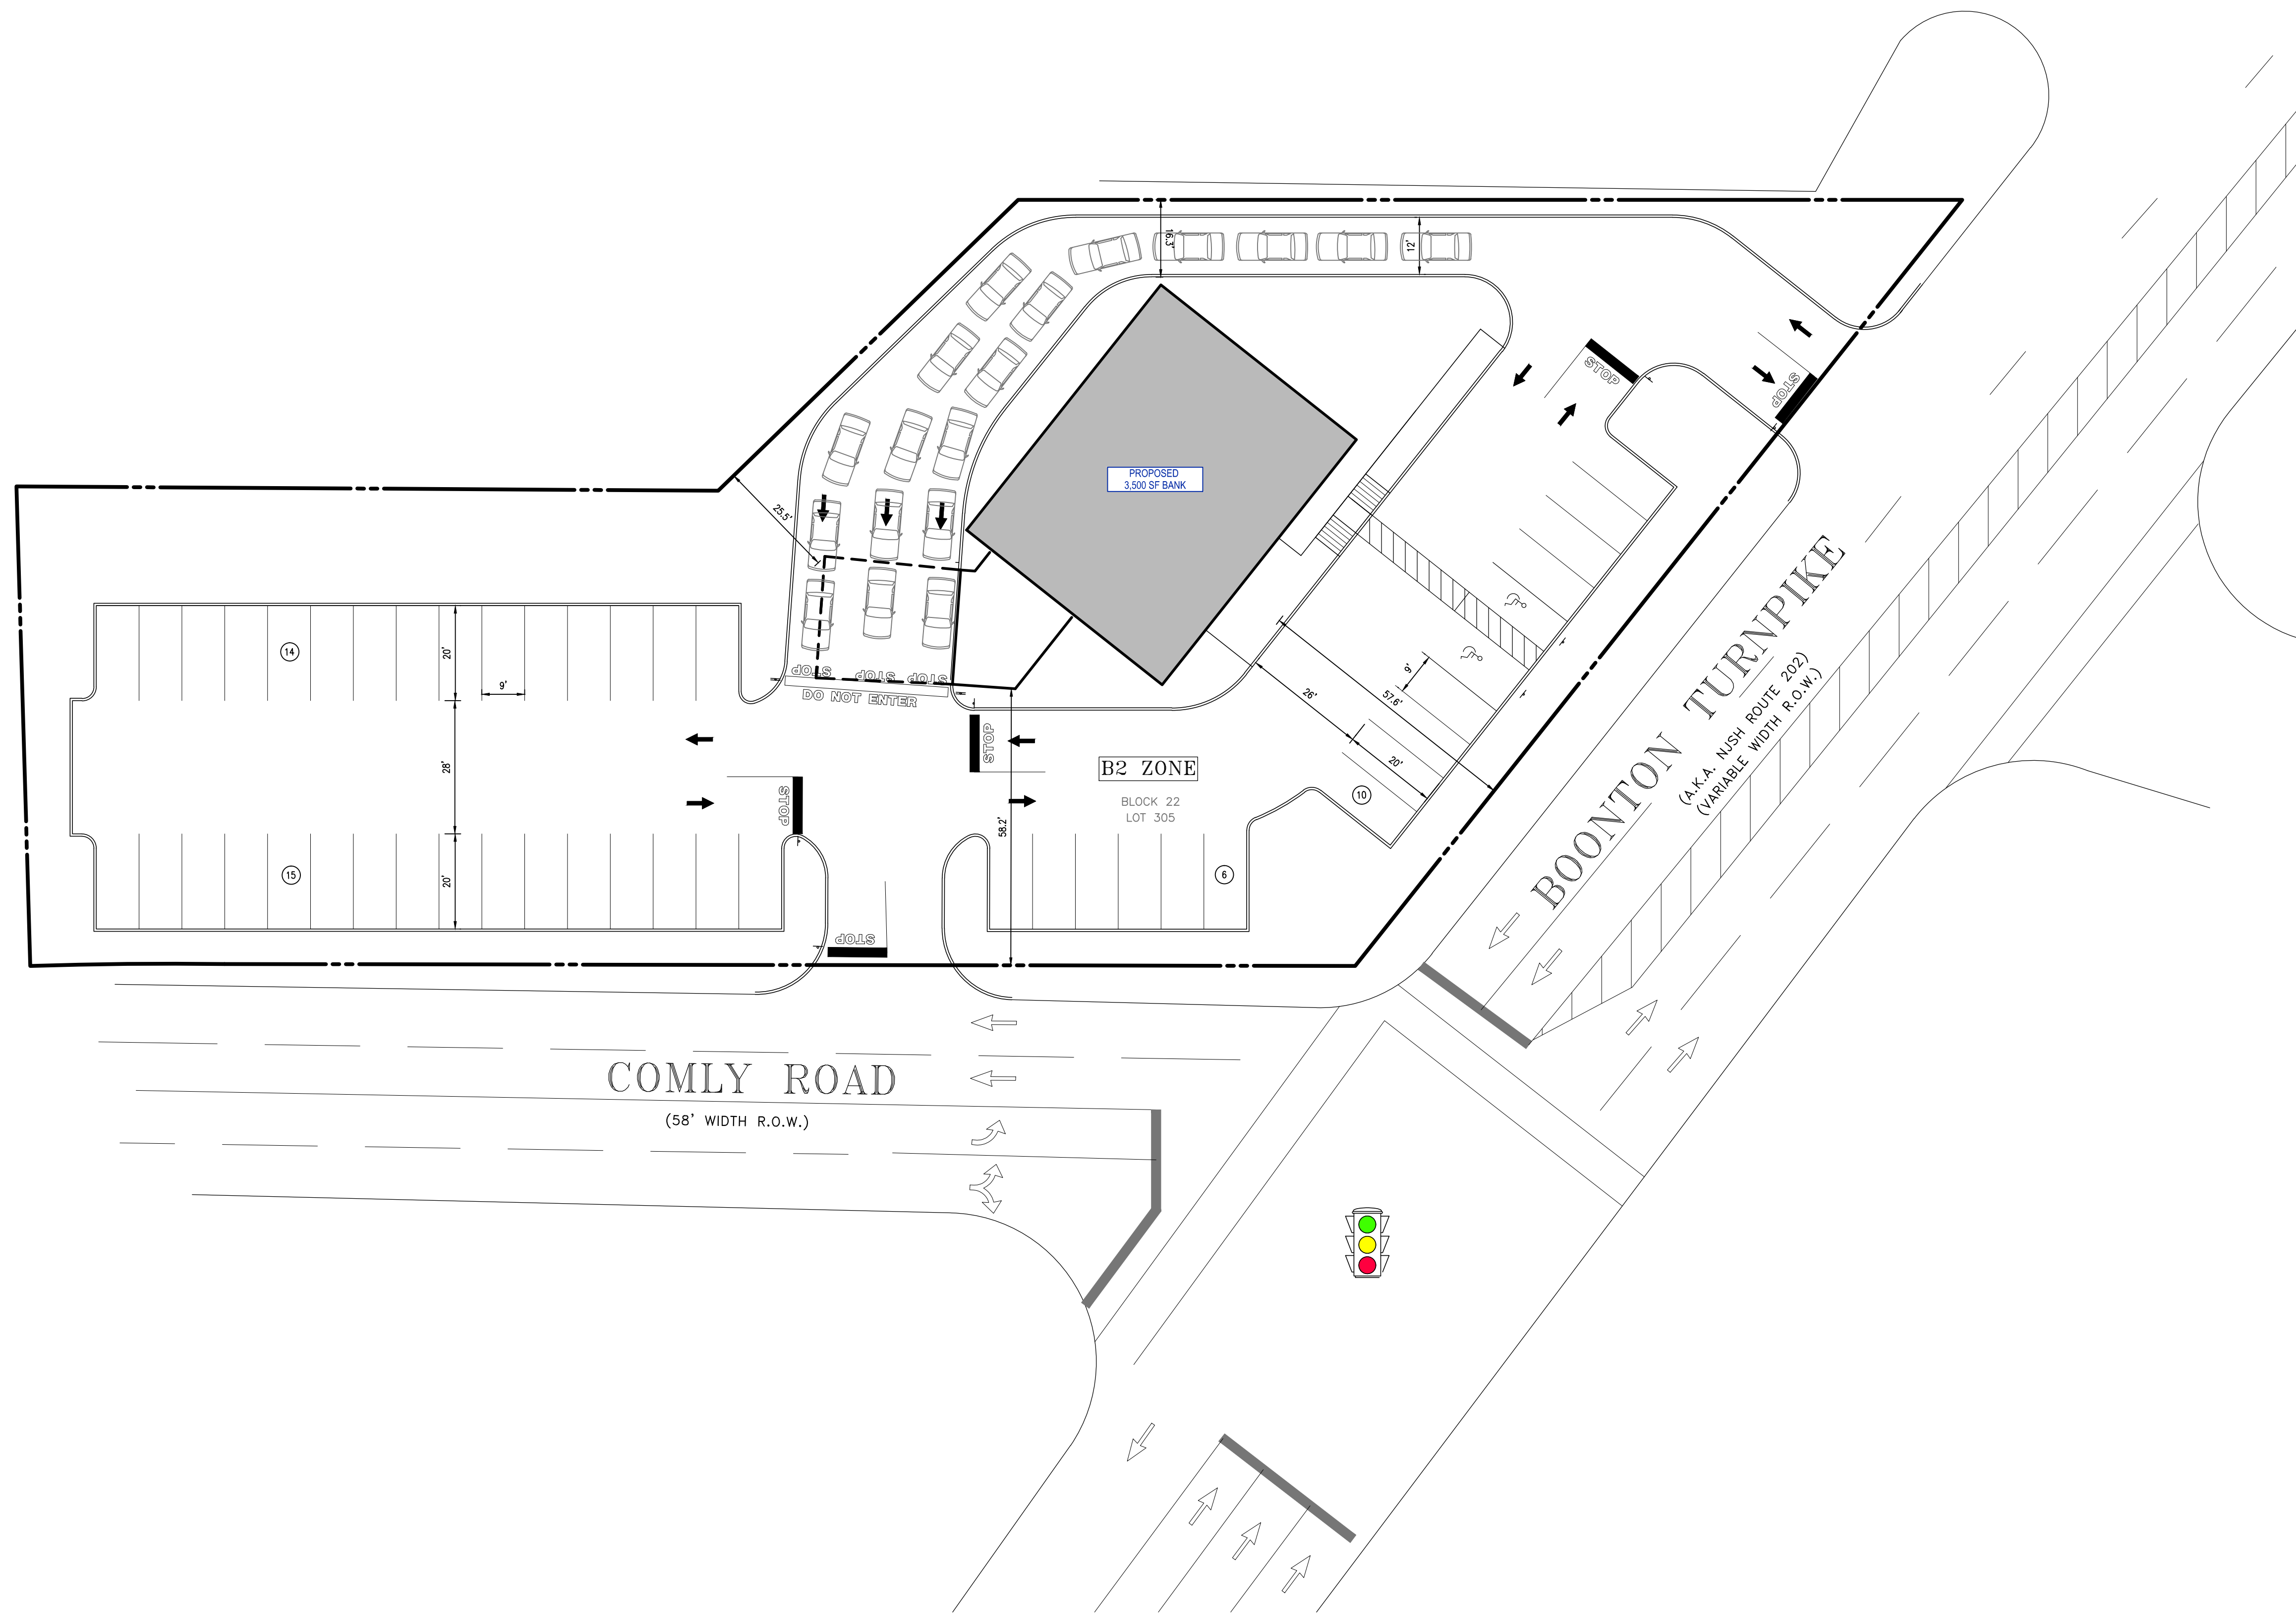 16.3'
12'
STOP
STOP
PROPOSED
3,500 SF BANK
25.5'
14
20'
9'
28'
15
20'
STOP
STOP
STOP
DO NOT ENTER
STOP
STOP
STOP
58.2'
B2 ZONE
BLOCK 22
LOT 305
6
10
26'
57.6'
20'
9'
BOONTON TURNPIKE
(A.K.A. NJSH ROUTE 202)
(VARIABLE WIDTH R.O.W.)
COMLY ROAD
(58' WIDTH R.O.W.)